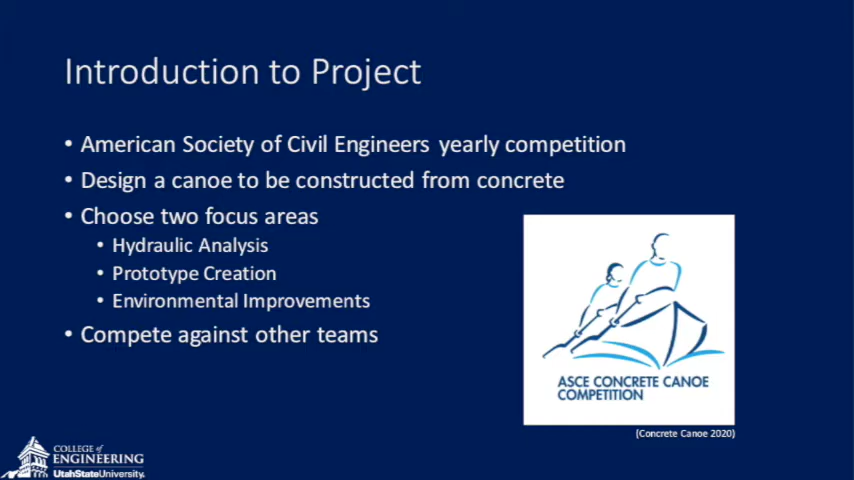 Introduction to Project
• American Society of Civil Engineers yearly competition
• Design a canoe to be constructed from concrete
• Choose two focus areas
• Hydraulic Analysis
• Prototype Creation
• Environmental Improvements
• Compete against other teams
ASCE CONCRETE CANOE
COMPETITION
(Concrete Canoe 2020)
COLLEGE of
ENGINEERING
UtahStateUniversity.